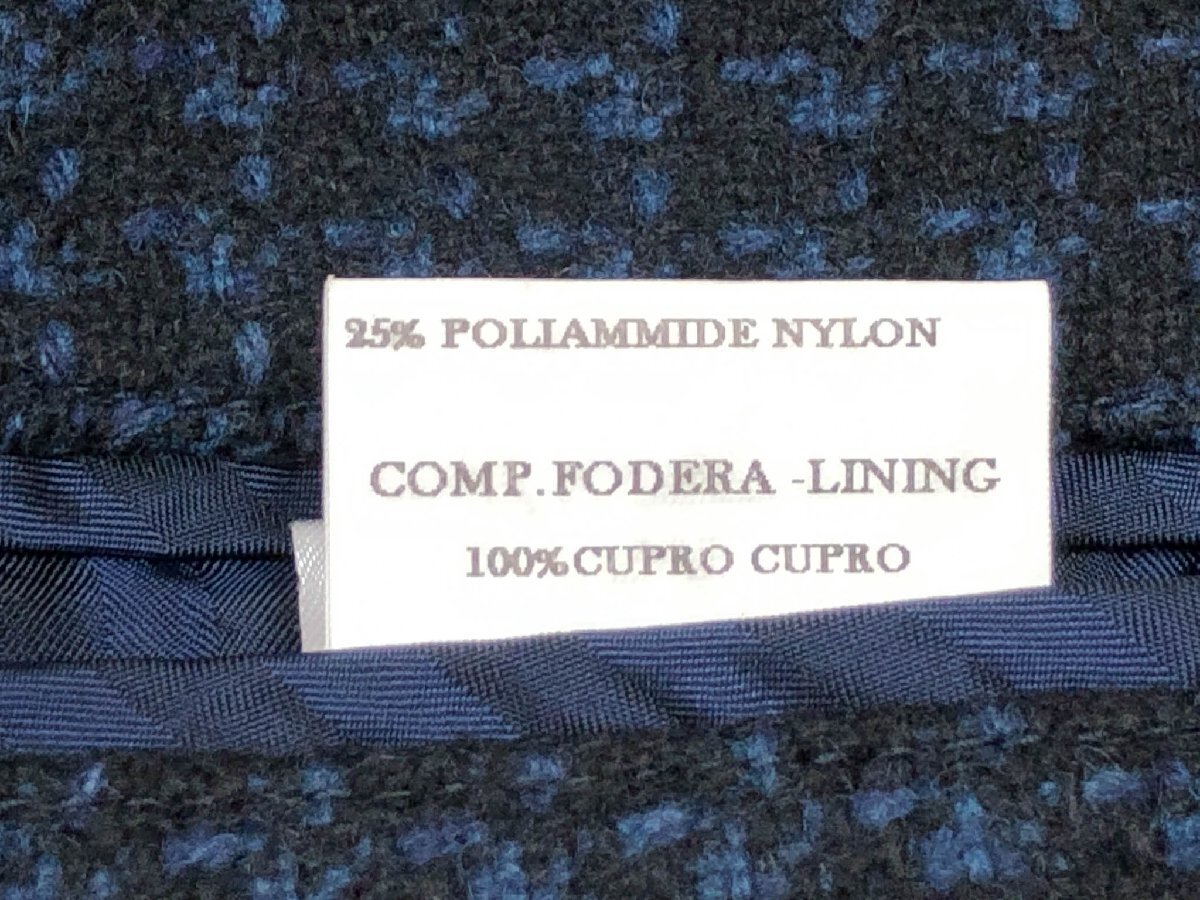 25% POLIAMMIDE NYLON
COMP.FODERA -LINING
100%CUPRO CUPRO